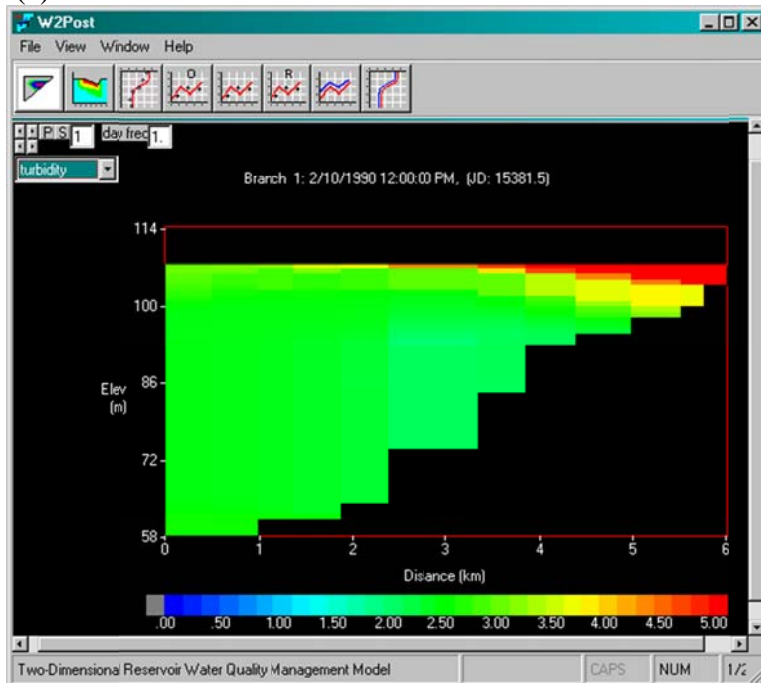 W2Post
File View Window Help
O R
P S 1 day freq 1.
turbidity
Branch 1: 2/10/1990 12:00:00 PM, (JD: 15381.5)
114
100
Elev 86
(m)
72
58
0 1 2 3 4 5 6
Disance (km)
.00 .50 1.00 1.50 2.00 2.50 3.00 3.50 4.00 4.50 5.00
Two-Dimensional Reservoir Water Quality Management Model CAPS NUM